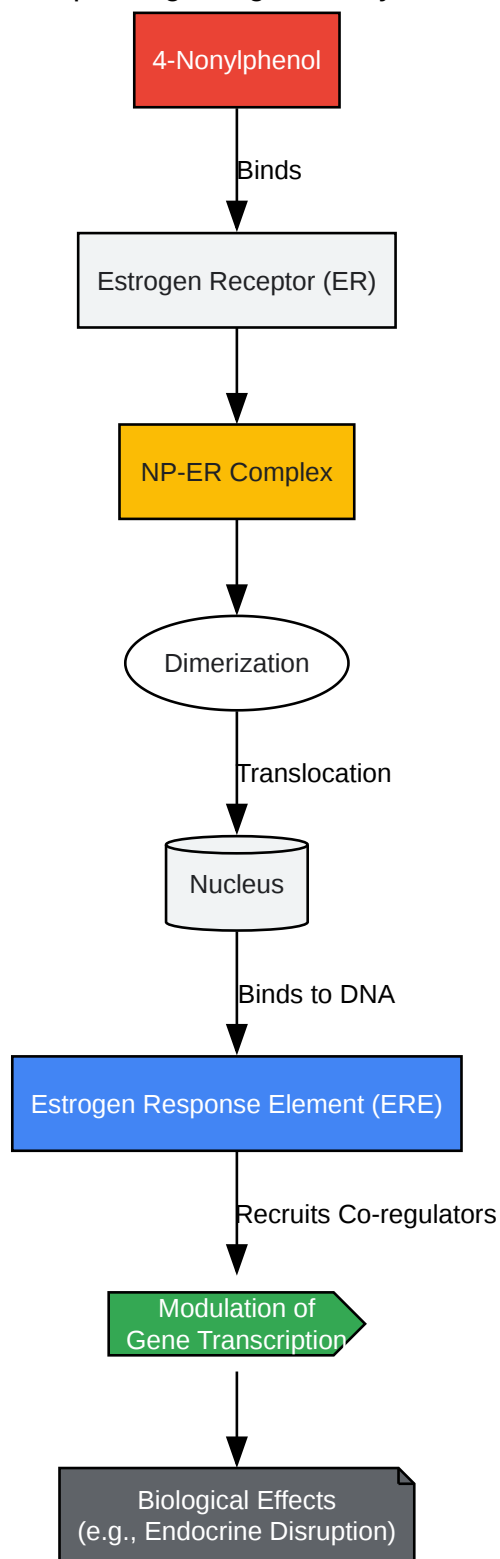 4-Nonylphenol
Binds
Estrogen Receptor (ER)
NP-ER Complex
Dimerization
Translocation
Nucleus
Binds to DNA
Estrogen Response Element (ERE)
Recruits Co-regulators
Modulation of
Gene Transcription
Biological Effects
(e.g., Endocrine Disruption)